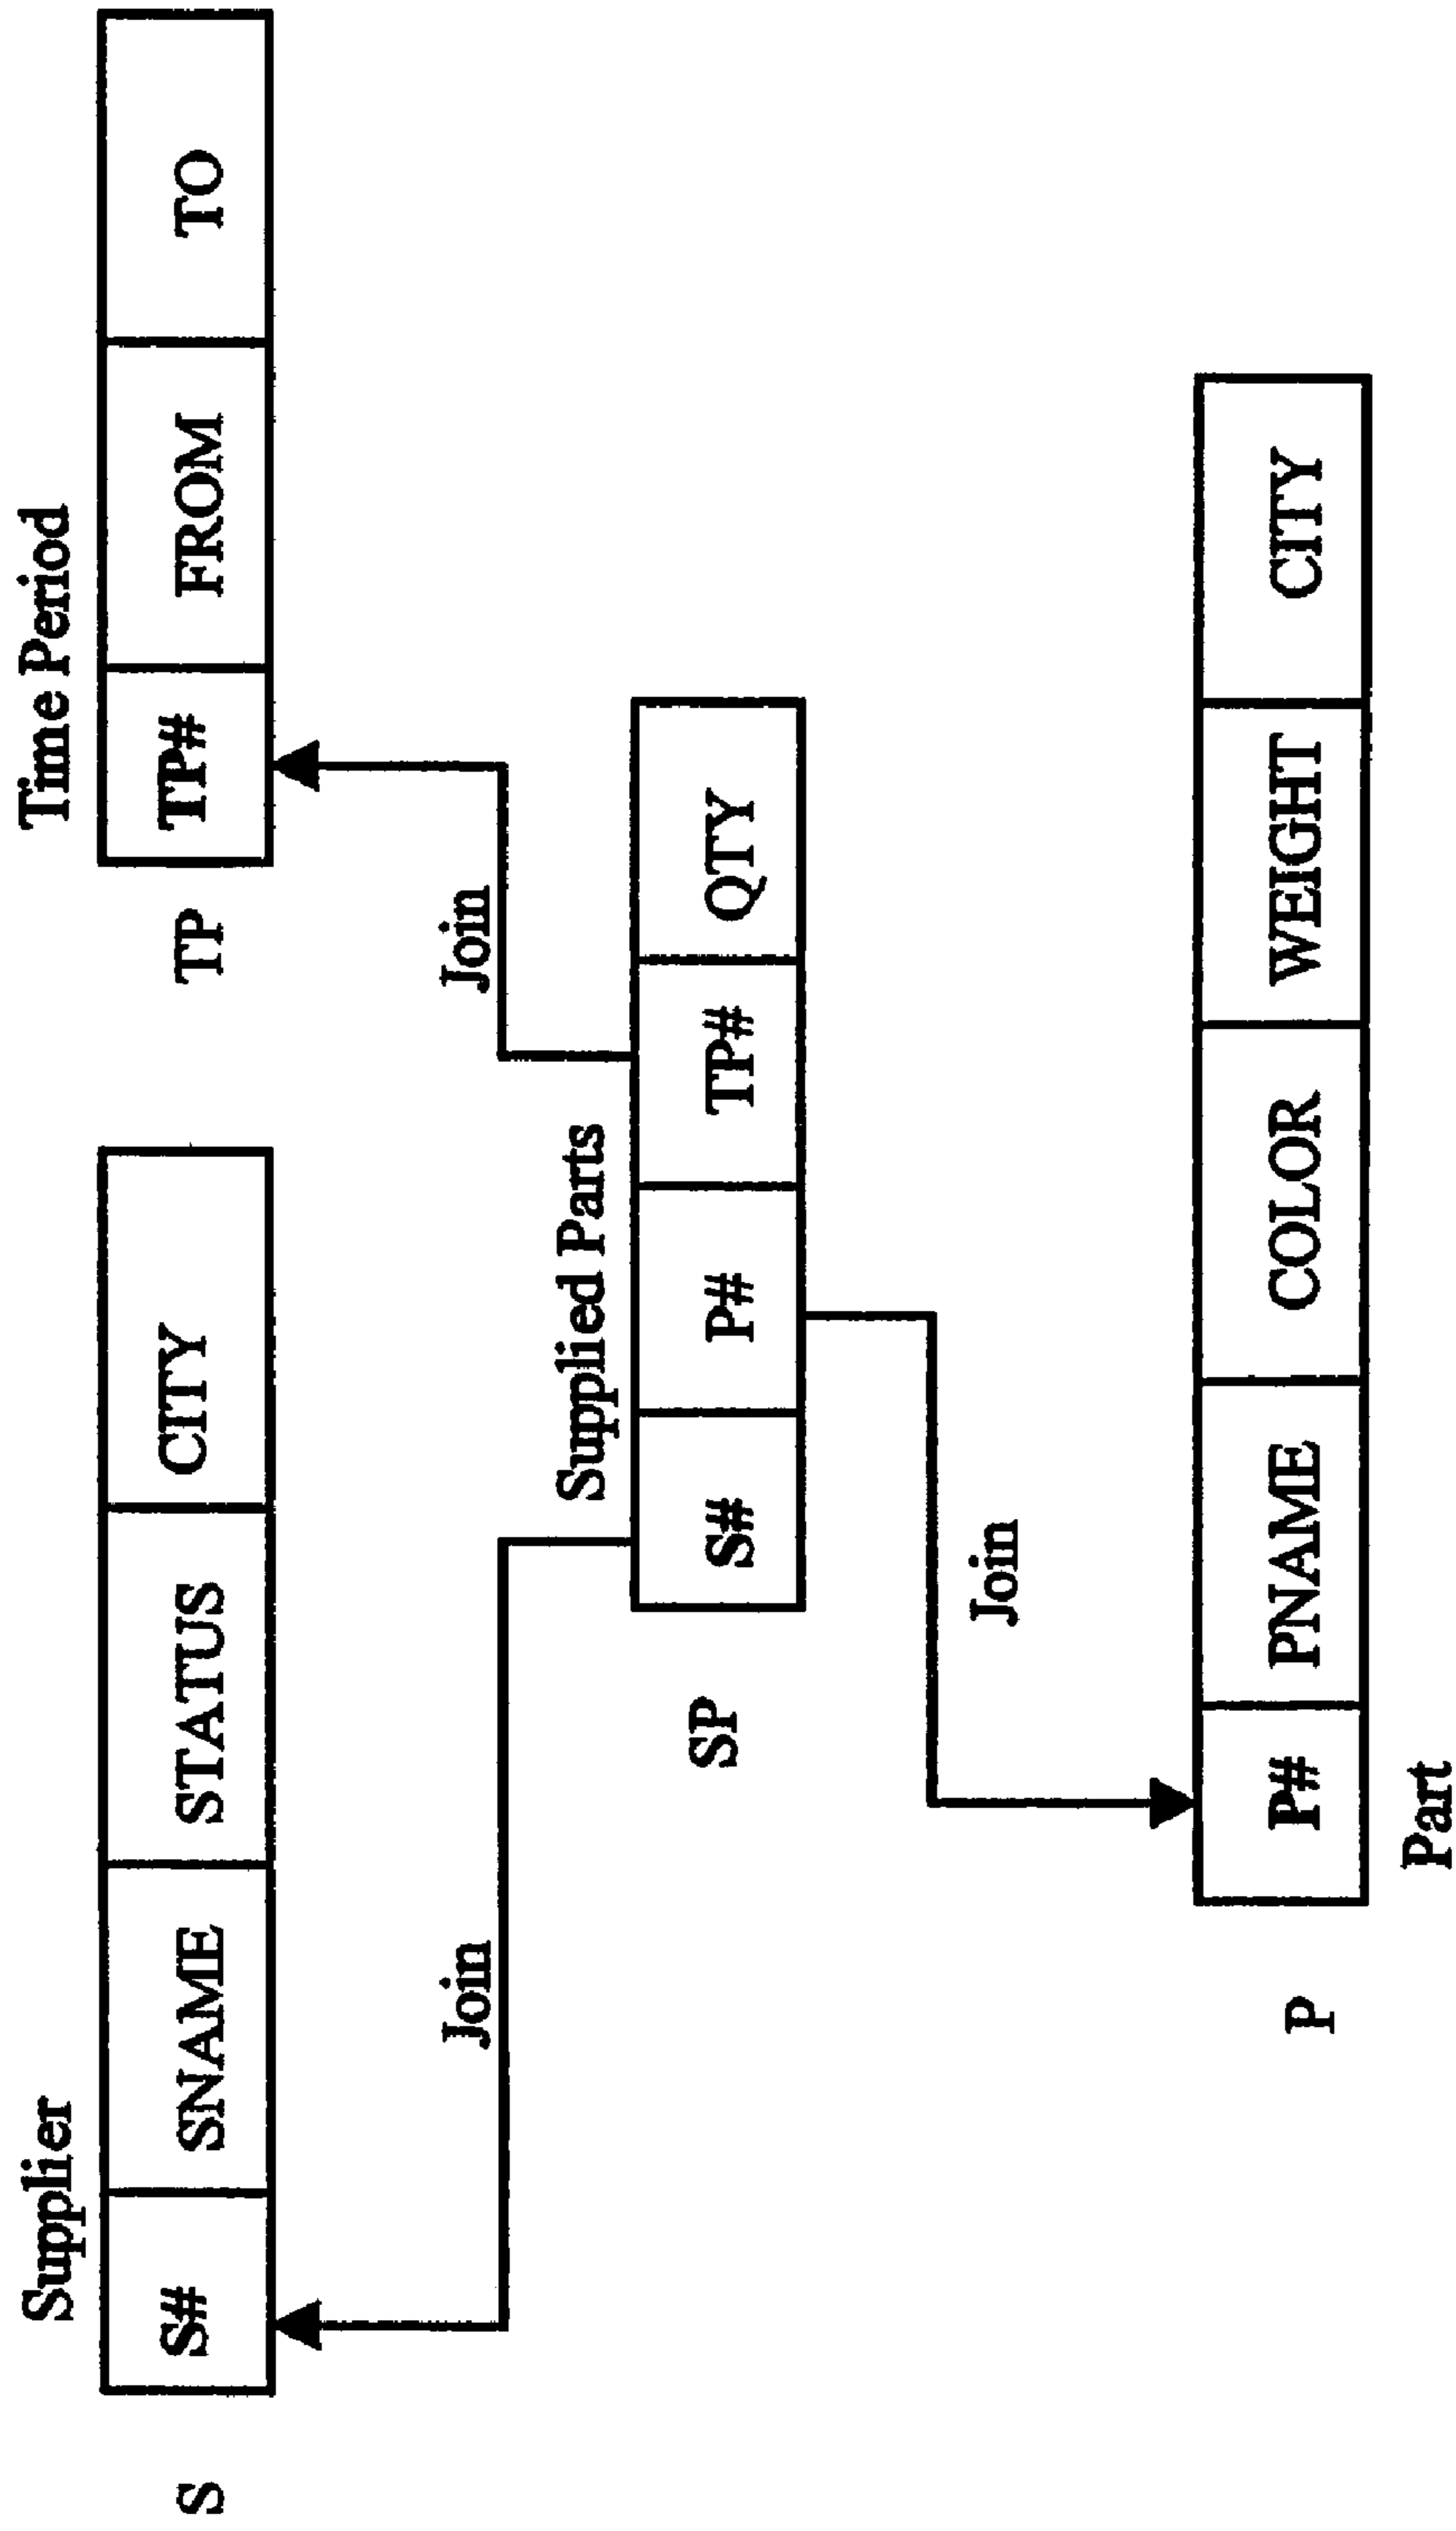 Supplier
Time Period
S
S#
SNAME
STATUS
CITY
TP
TP#
FROM
TO
Join
Join
Supplied Parts
SP
S#
P#
TP#
QTY
Join
P
P#
PNAME
COLOR
WEIGHT
CITY
Part